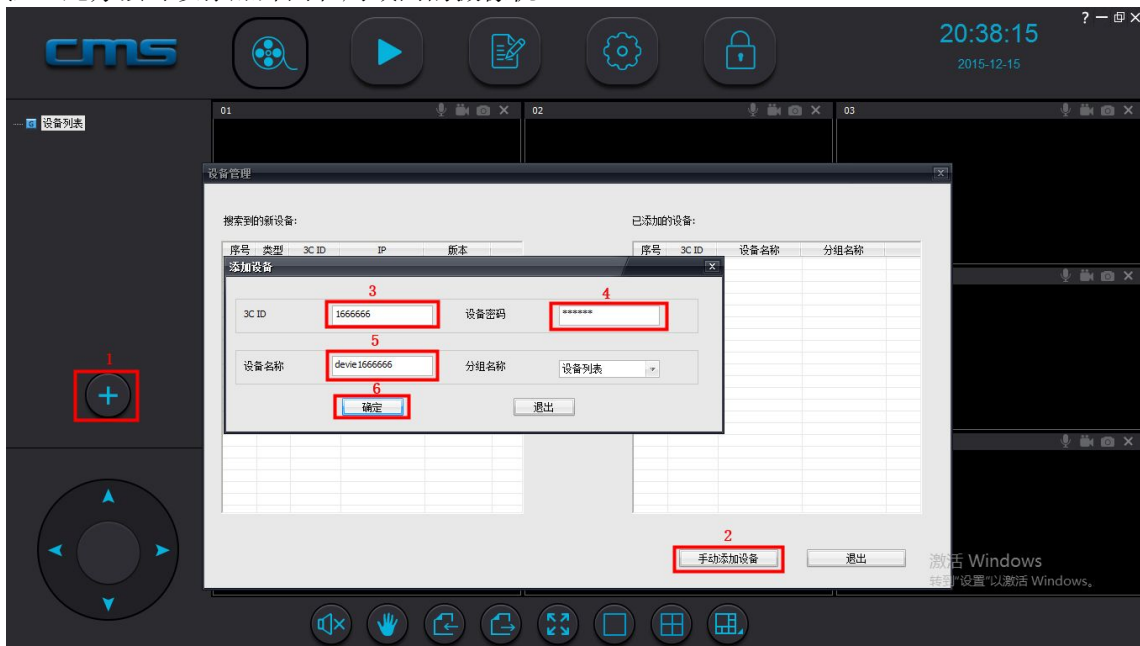 cms
20:38:15
2015-12-15
设备列表
01
02
03
设备管理
搜索到的新设备:
已添加的设备:
序号 类型 3C ID IP 版本
序号 3C ID 设备名称 分组名称
添加设备
3
4
3C ID 1666666 设备密码 ******
5
设备名称 devie1666666 分组名称 设备列表
6
确定 退出
1
2
手动添加设备 退出
激活 Windows
转到"设置"以激活 Windows。